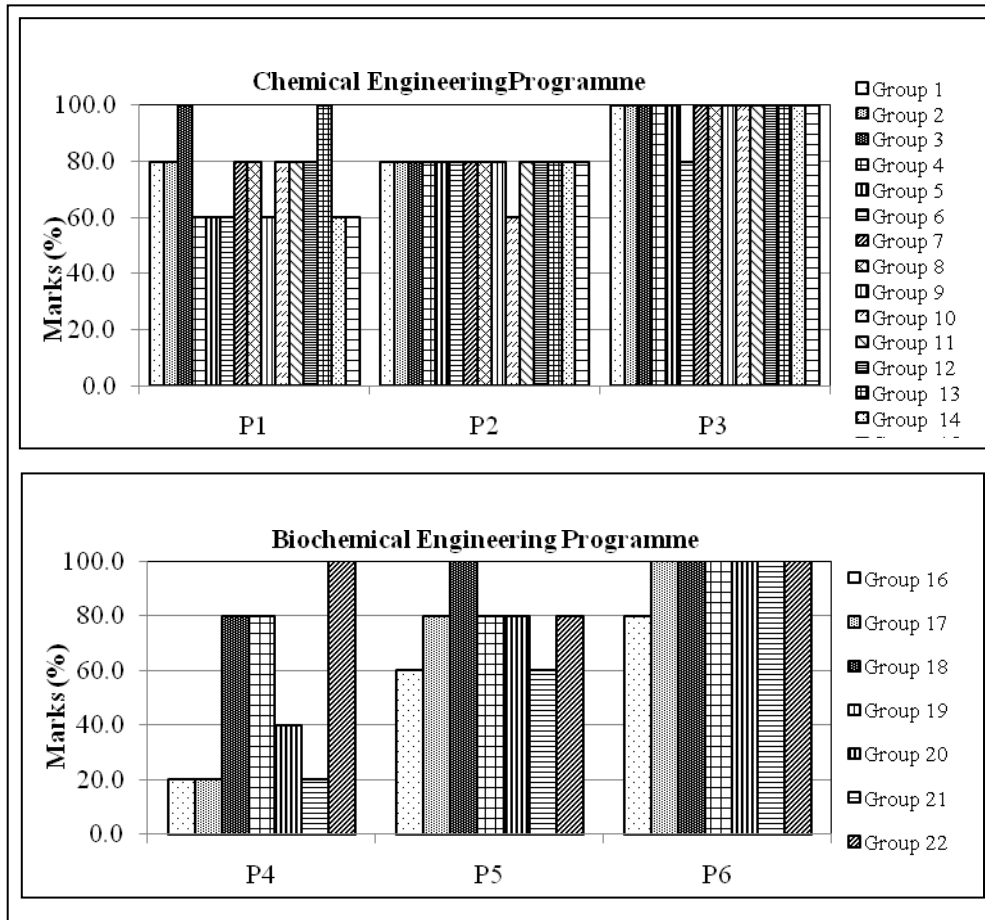 Chemical EngineeringProgramme
Marks (%)
100.0
80.0
60.0
40.0
20.0
0.0
P1
P2
P3
Group 1
Group 2
Group 3
Group 4
Group 5
Group 6
Group 7
Group 8
Group 9
Group 10
Group 11
Group 12
Group 13
Group 14
Biochemical Engineering Programme
Marks (%)
100.0
80.0
60.0
40.0
20.0
0.0
P4
P5
P6
Group 16
Group 17
Group 18
Group 19
Group 20
Group 21
Group 22